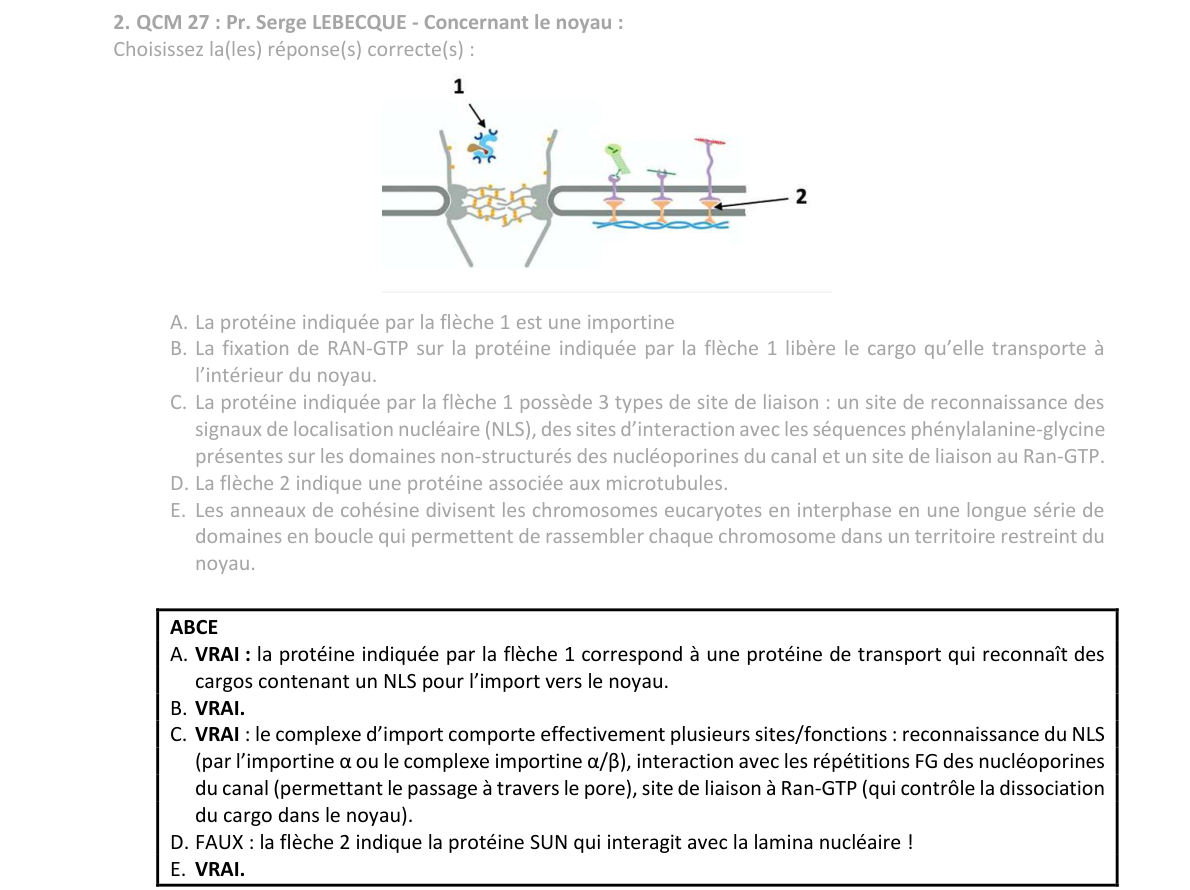 2. QCM 27 : Pr. Serge LEBECQUE - Concernant le noyau :
Choisissez la(les) réponse(s) correcte(s) :
1
2
A. La protéine indiquée par la flèche 1 est une importine
B. La fixation de RAN-GTP sur la protéine indiquée par la flèche 1 libère le cargo qu’elle transporte à
l’intérieur du noyau.
C. La protéine indiquée par la flèche 1 possède 3 types de site de liaison : un site de reconnaissance des
signaux de localisation nucléaire (NLS), des sites d’interaction avec les séquences phénylalanine-glycine
présentes sur les domaines non-structurés des nucléoporines du canal et un site de liaison au Ran-GTP.
D. La flèche 2 indique une protéine associée aux microtubules.
E. Les anneaux de cohésine divisent les chromosomes eucaryotes en interphase en une longue série de
domaines en boucle qui permettent de rassembler chaque chromosome dans un territoire restreint du
noyau.
ABCE
A. VRAI : la protéine indiquée par la flèche 1 correspond à une protéine de transport qui reconnaît des
cargos contenant un NLS pour l’import vers le noyau.
B. VRAI.
C. VRAI : le complexe d’import comporte effectivement plusieurs sites/fonctions : reconnaissance du NLS
(par l’importine α ou le complexe importine α/β), interaction avec les répétitions FG des nucléoporines
du canal (permettant le passage à travers le pore), site de liaison à Ran-GTP (qui contrôle la dissociation
du cargo dans le noyau).
D. FAUX : la flèche 2 indique la protéine SUN qui interagit avec la lamina nucléaire !
E. VRAI.